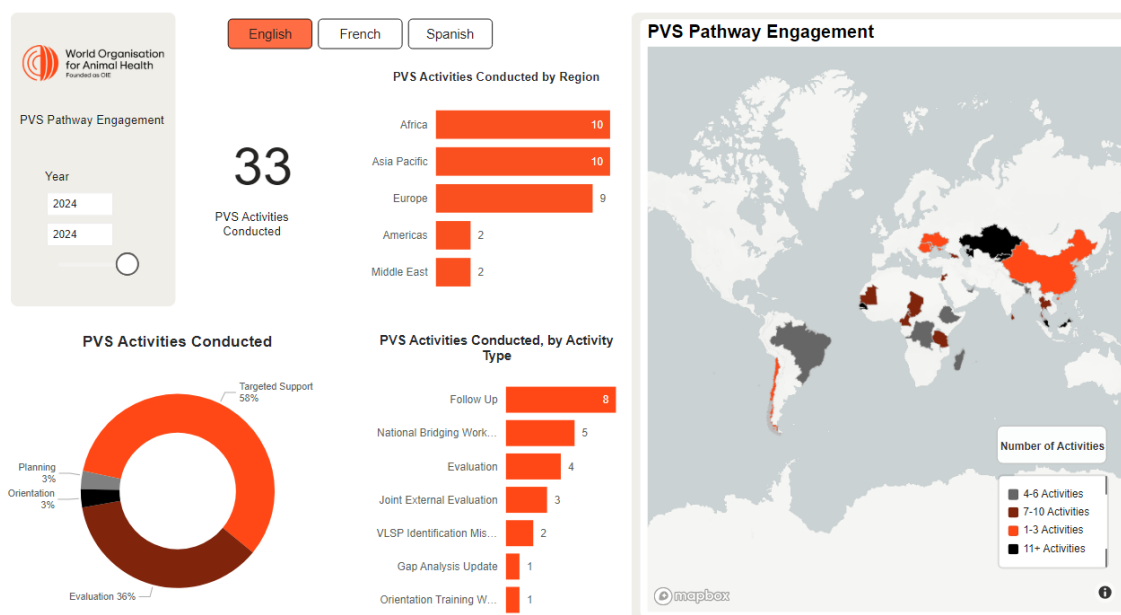 World Organisation
for Animal Health
Founded as OIE
PVS Pathway Engagement
Year
2024
2024
English
French
Spanish
33
PVS Activities
Conducted
PVS Activities Conducted by Region
Africa
10
Asia Pacific
10
Europe
9
Americas
2
Middle East
2
PVS Activities Conducted
Targeted Support
58%
Planning
3%
Orientation
3%
Evaluation 36%
PVS Activities Conducted, by Activity
Type
Follow Up
8
National Bridging Work...
5
Evaluation
4
Joint External Evaluation
3
VLSP Identification Mis...
2
Gap Analysis Update
1
Orientation Training W...
1
PVS Pathway Engagement
Number of Activities
4-6 Activities
7-10 Activities
1-3 Activities
11+ Activities
mapbox